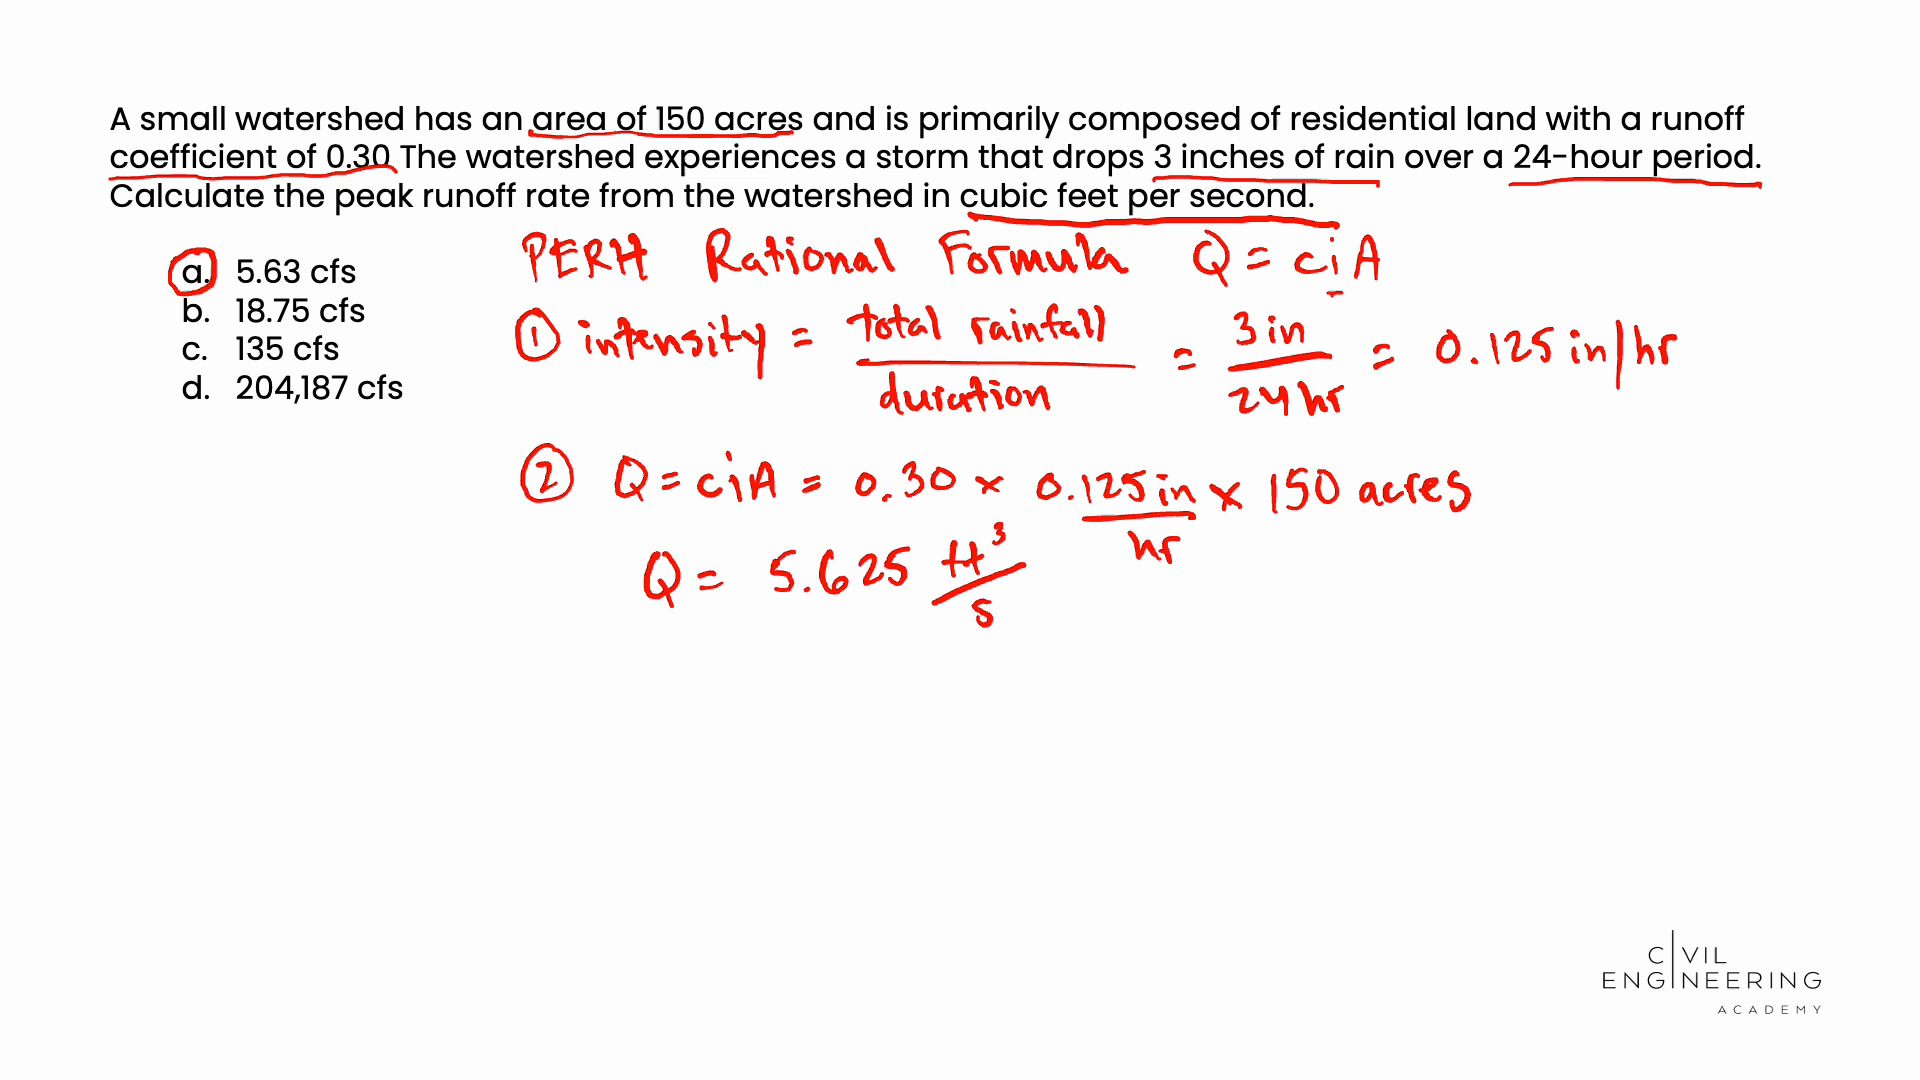 A small watershed has an area of 150 acres and is primarily composed of residential land with a runoff
coefficient of 0.30 The watershed experiences a storm that drops 3 inches of rain over a 24-hour period.
Calculate the peak runoff rate from the watershed in cubic feet per second.
a. 5.63 cfs
b. 18.75 cfs
c. 135 cfs
d. 204,187 cfs
PERH Rational Formula Q = ciA
① intensity = total rainfall / duration = 3 in / 24 hr = 0.125 in/hr
② Q = ciA = 0.30 × 0.125 in / hr × 150 acres
Q = 5.625 ft³/s
CIVIL
ENGINEERING
ACADEMY